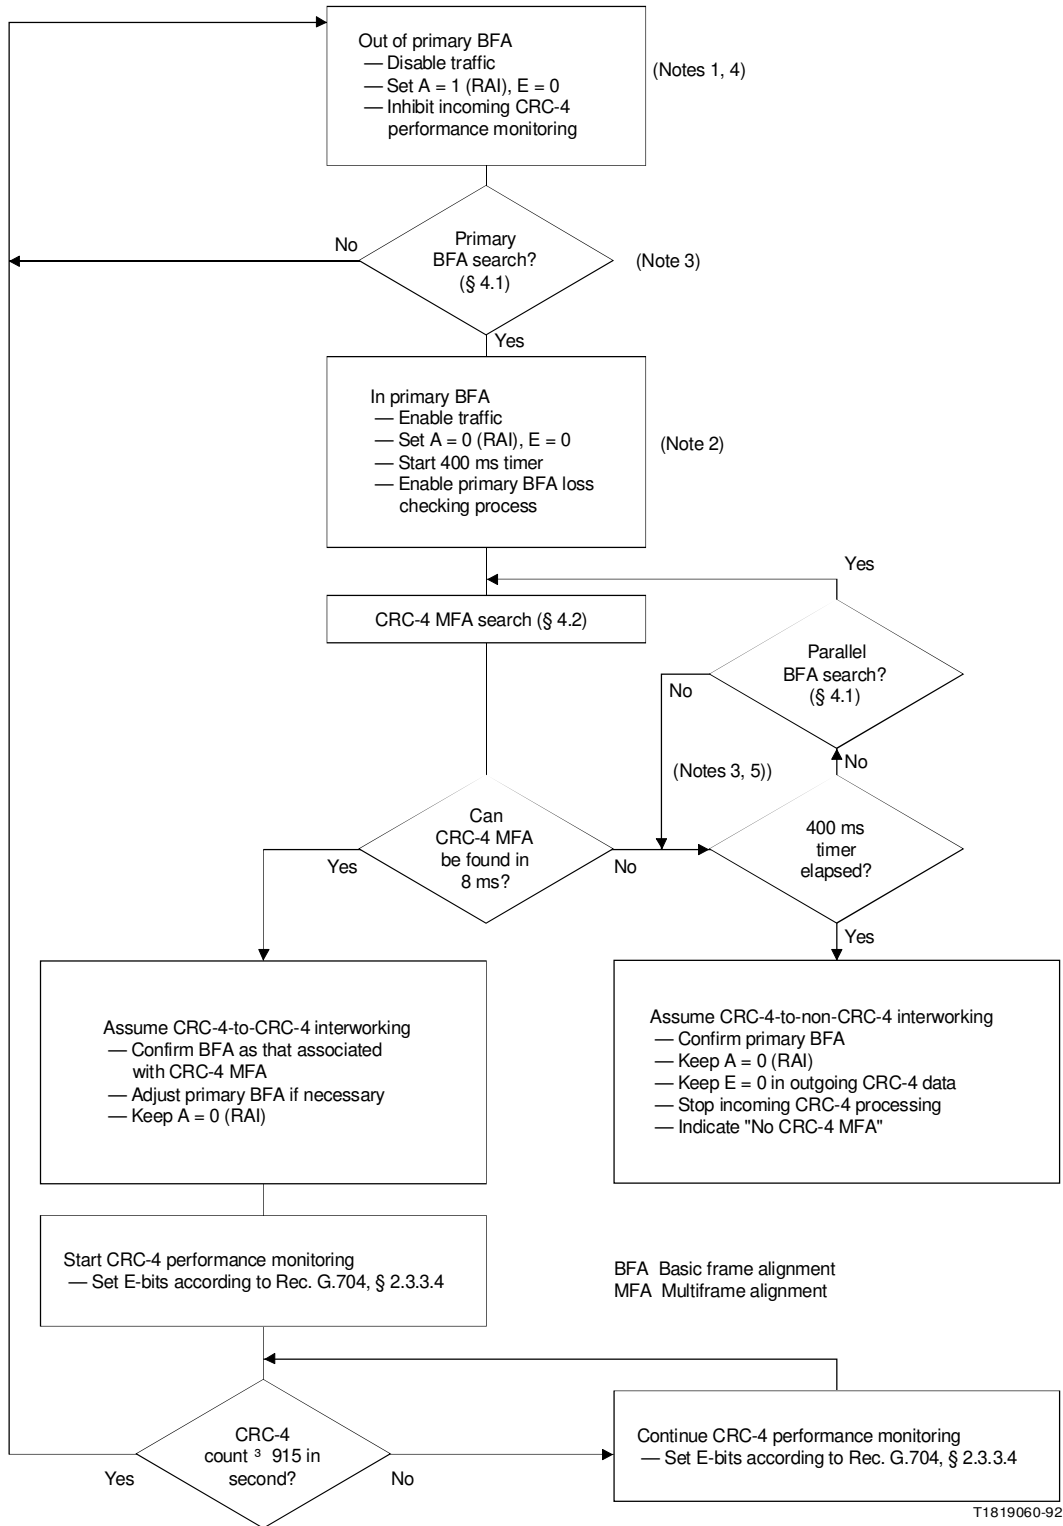 Out of primary BFA
— Disable traffic
— Set A = 1 (RAI), E = 0
— Inhibit incoming CRC-4
performance monitoring
(Notes 1, 4)
No
Primary
BFA search?
(§ 4.1)
(Note 3)
Yes
In primary BFA
— Enable traffic
— Set A = 0 (RAI), E = 0
— Start 400 ms timer
— Enable primary BFA loss
checking process
(Note 2)
Yes
CRC-4 MFA search (§ 4.2)
Parallel
BFA search?
(§ 4.1)
No
No
(Notes 3, 5))
Can
CRC-4 MFA
be found in
8 ms?
Yes
No
400 ms
timer
elapsed?
Yes
Assume CRC-4-to-CRC-4 interworking
— Confirm BFA as that associated
with CRC-4 MFA
— Adjust primary BFA if necessary
— Keep A = 0 (RAI)
Assume CRC-4-to-non-CRC-4 interworking
— Confirm primary BFA
— Keep A = 0 (RAI)
— Keep E = 0 in outgoing CRC-4 data
— Stop incoming CRC-4 processing
— Indicate "No CRC-4 MFA"
Start CRC-4 performance monitoring
— Set E-bits according to Rec. G.704, § 2.3.3.4
BFA Basic frame alignment
MFA Multiframe alignment
CRC-4
count ³ 915 in
second?
Yes
No
Continue CRC-4 performance monitoring
— Set E-bits according to Rec. G.704, § 2.3.3.4
T1819060-92